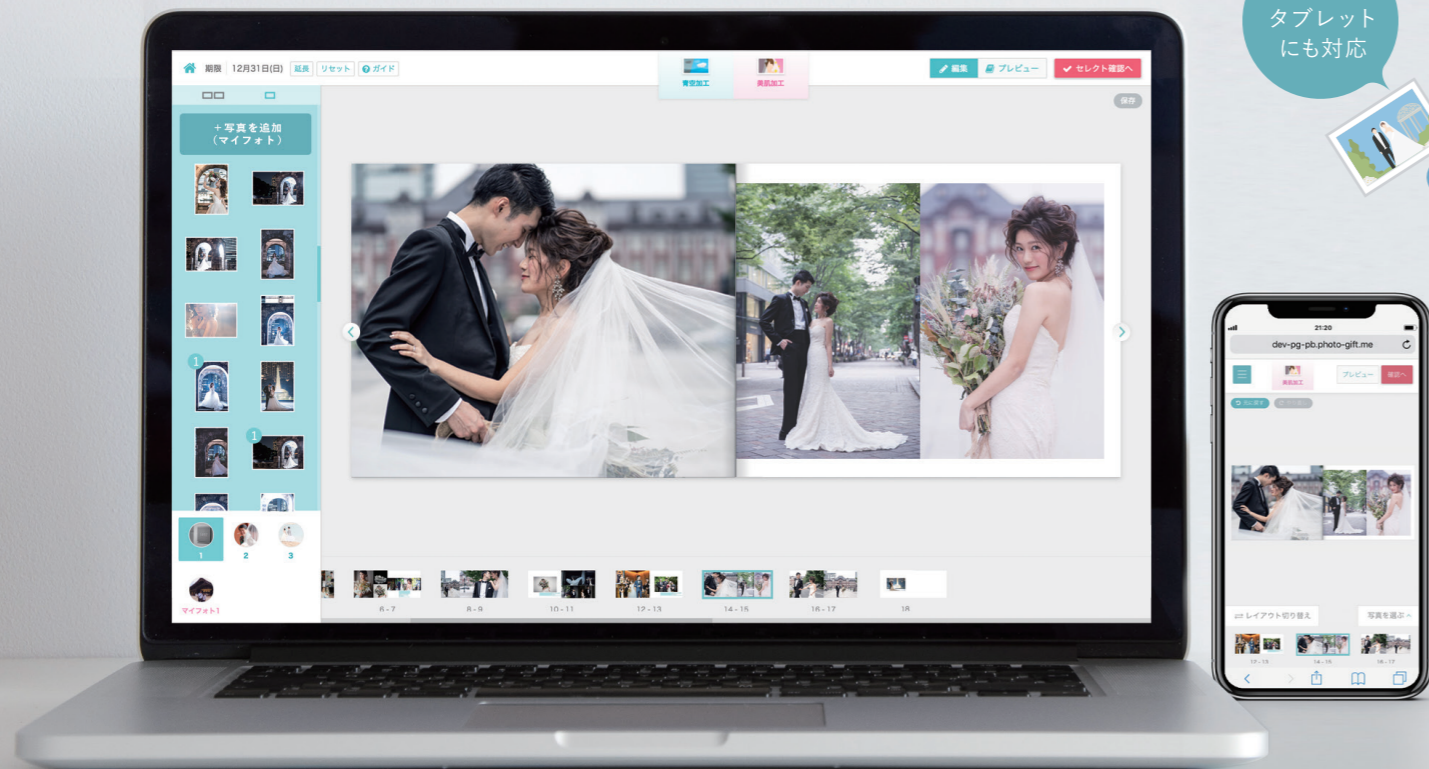 タブレット
にも対応
期限 12月31日(日) 延長 リセット ガイド
青空加工
美肌加工
編集 プレビュー セレクト確認へ
保存
+写真を追加
(マイフォト)
1
1
1
2
3
マイフォト1
6-7
8-9
10-11
12-13
14-15
16-17
18
21:20
dev-pg-pb.photo-gift.me
美肌加工
プレビュー
確認へ
元に戻す
レイアウト切り替え
写真を選ぶ
12-13
14-15
16-17